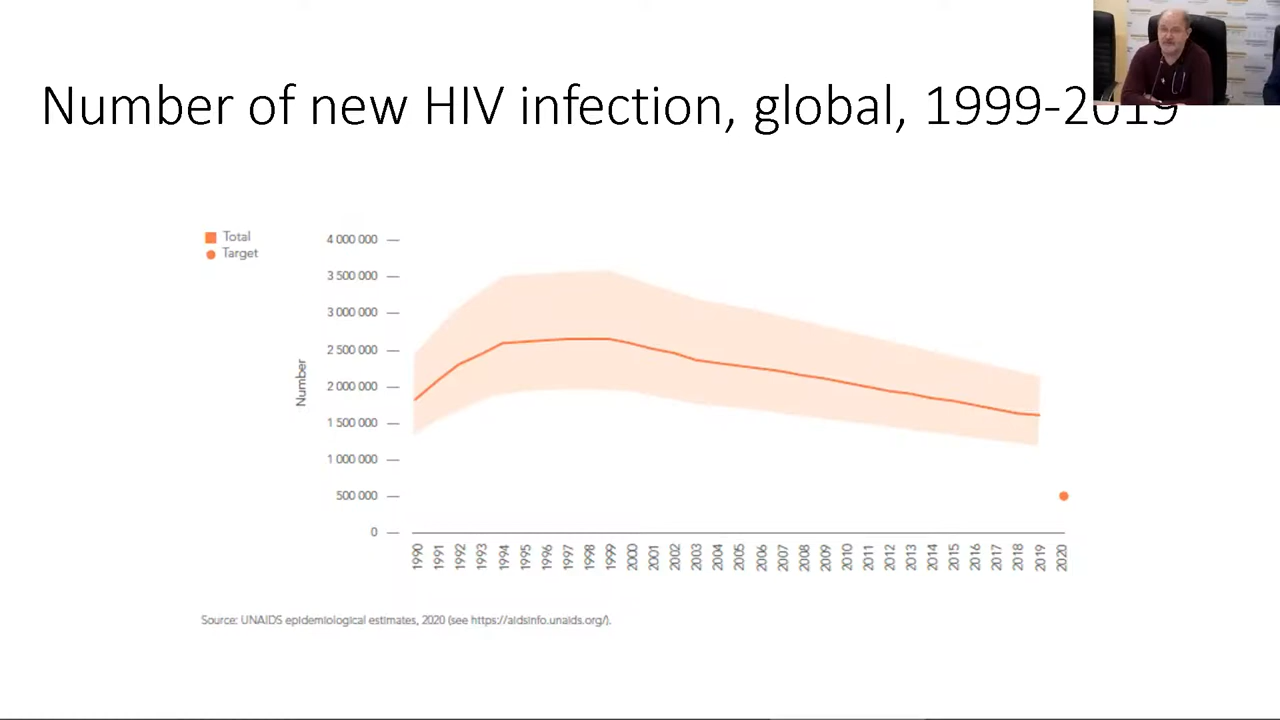 Number of new HIV infection, global, 1999-2019
Total
Target
Number
4 000 000
3 500 000
3 000 000
2 500 000
2 000 000
1 500 000
1 000 000
500 000
0
1990
1991
1992
1993
1994
1995
1996
1997
1998
1999
2000
2001
2002
2003
2004
2005
2006
2007
2008
2009
2010
2011
2012
2013
2014
2015
2016
2017
2018
2019
2020
Source: UNAIDS epidemiological estimates, 2020 (see https://aidsinfo.unaids.org/).